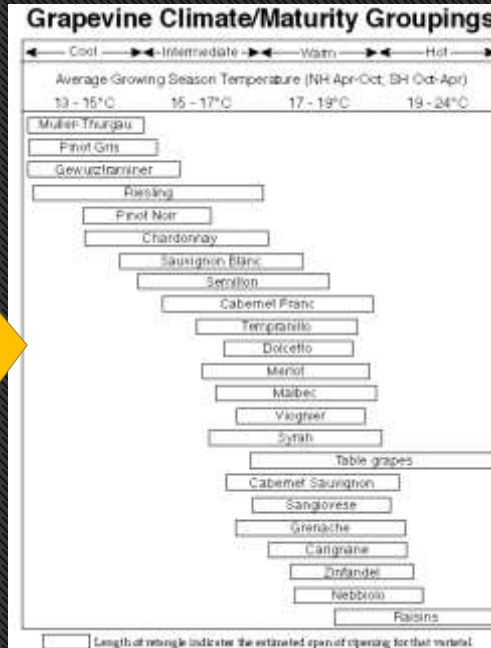 Grapevine Climate/Maturity Groupings
Cool Intermediate Warm Hot
Average Growing Season Temperature (NH Apr-Oct, SH Oct-Apr)
13 - 15°C 15 - 17°C 17 - 19°C 19 - 24°C
Muller-Thurgau
Pinot Gris
Gewurztraminer
Riesling
Pinot Noir
Chardonnay
Sauvignon Blanc
Semillon
Cabernet Franc
Tempranillo
Dolcetto
Merlot
Malbec
Viognier
Syrah
Table grapes
Cabernet Sauvignon
Sangiovese
Grenache
Carignane
Zinfandel
Nebbiolo
Raisins
Length of retangle indicates the estimated span of ripening for that varietal.